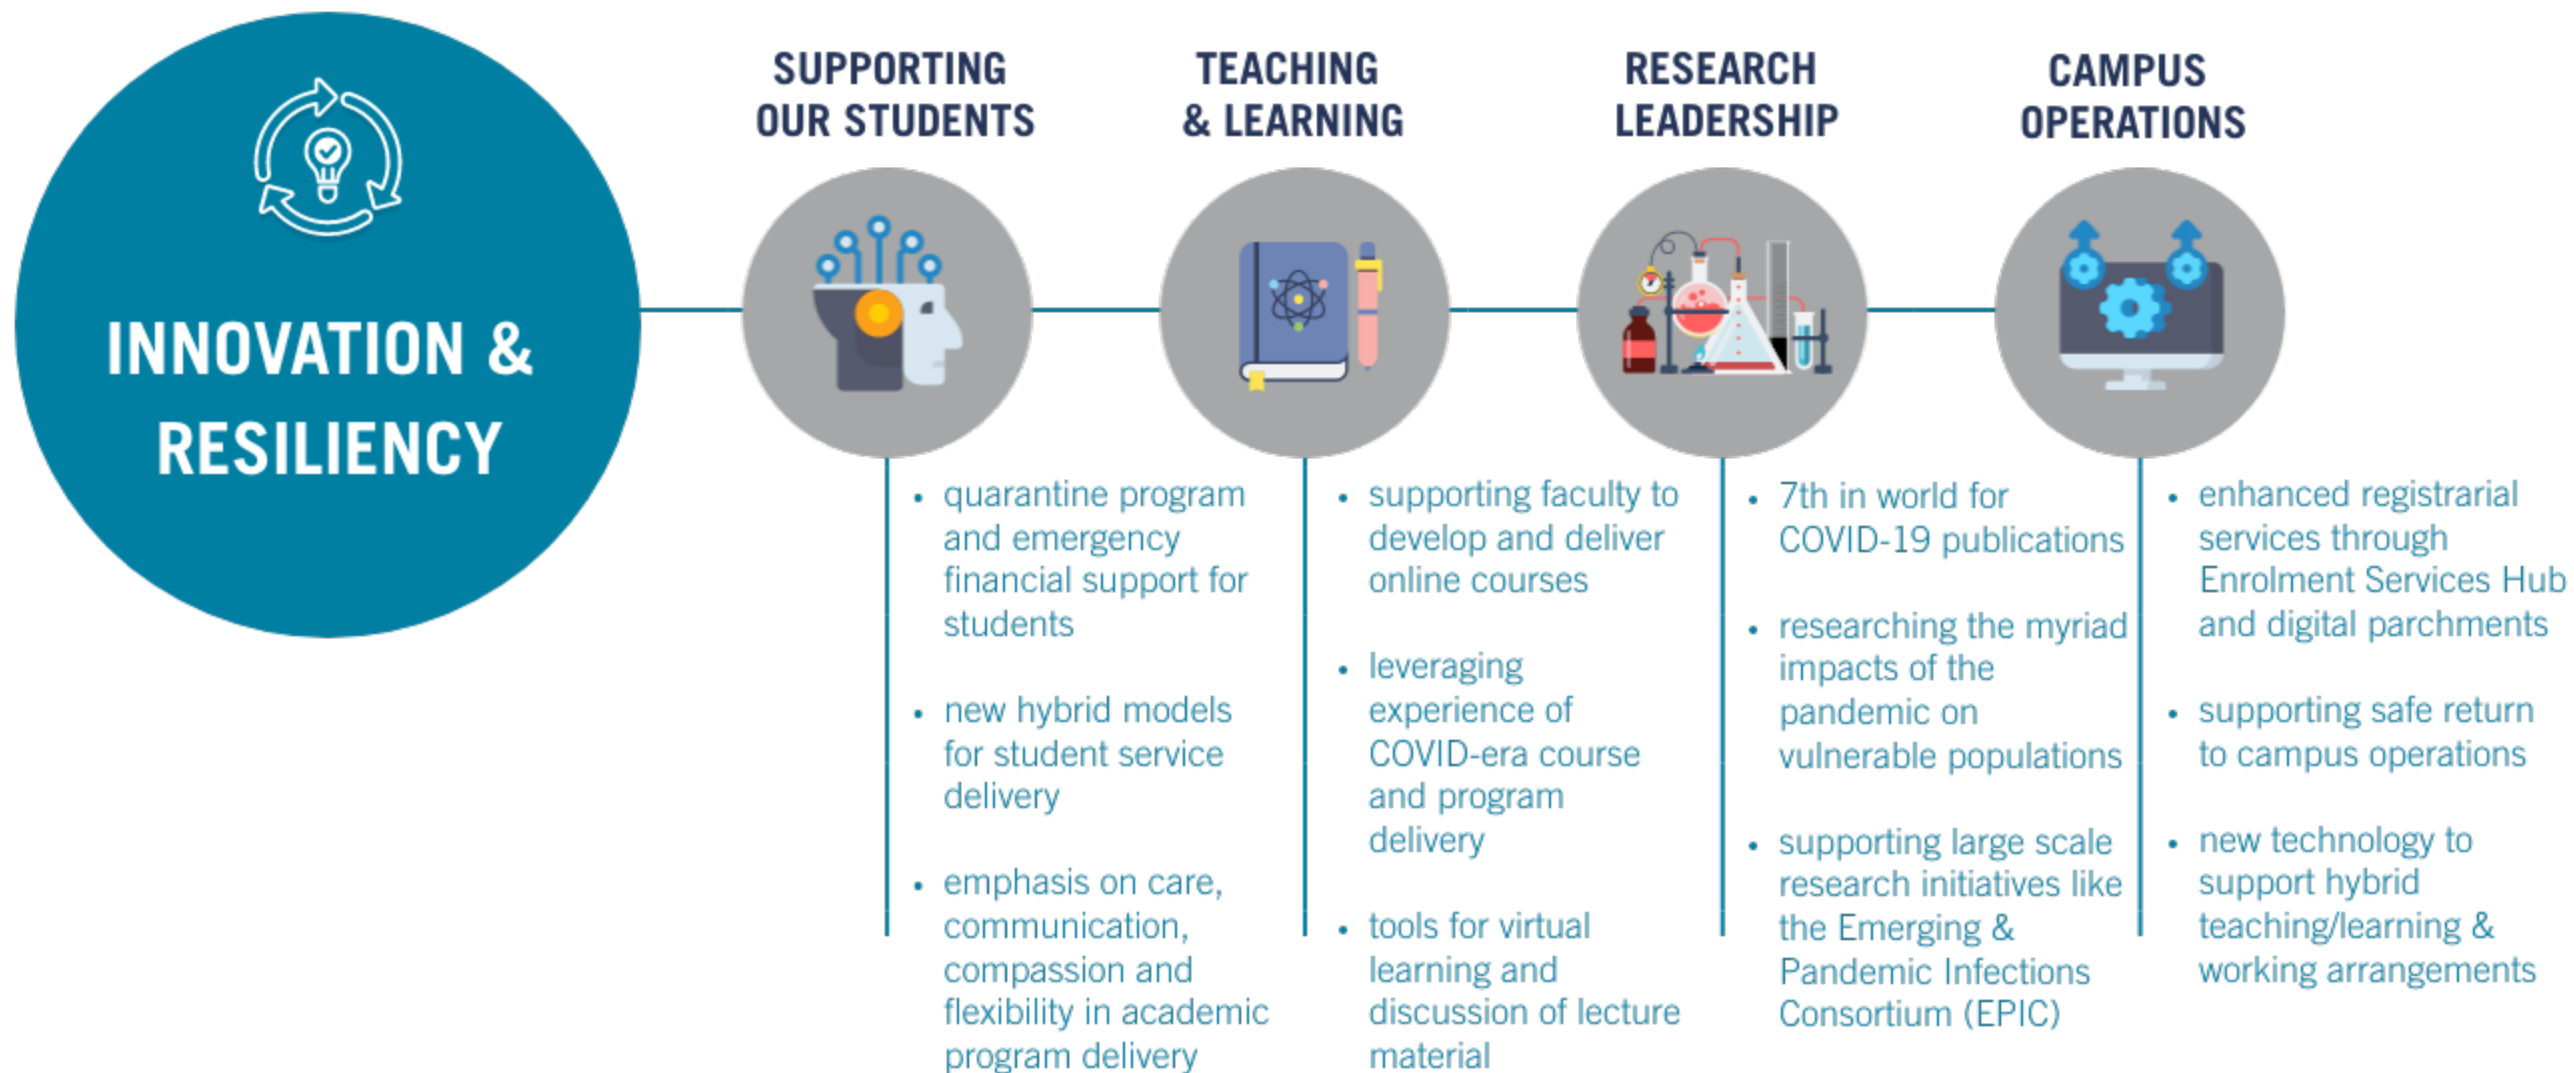 INNOVATION &
RESILIENCY
SUPPORTING
OUR STUDENTS
• quarantine program
and emergency
financial support for
students
• new hybrid models
for student service
delivery
• emphasis on care,
communication,
compassion and
flexibility in academic
program delivery
TEACHING
& LEARNING
• supporting faculty to
develop and deliver
online courses
• leveraging
experience of
COVID-era course
and program
delivery
• tools for virtual
learning and
discussion of lecture
material
RESEARCH
LEADERSHIP
• 7th in world for
COVID-19 publications
• researching the myriad
impacts of the
pandemic on
vulnerable populations
• supporting large scale
research initiatives like
the Emerging &
Pandemic Infections
Consortium (EPIC)
CAMPUS
OPERATIONS
• enhanced registrarial
services through
Enrolment Services Hub
and digital parchments
• supporting safe return
to campus operations
• new technology to
support hybrid
teaching/learning &
working arrangements